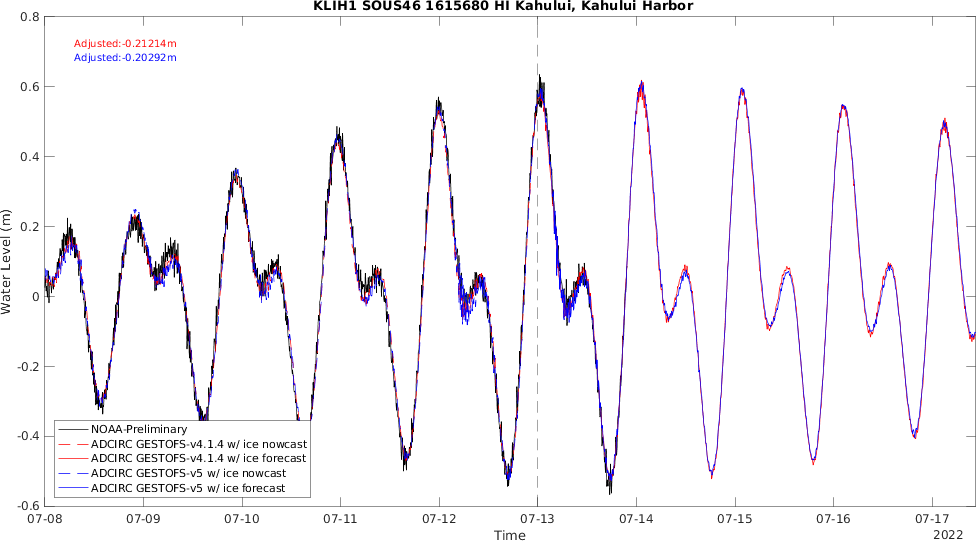 KLIH1 SOUS46 1615680 HI Kahului, Kahului Harbor
Adjusted:-0.21214m
Adjusted:-0.20292m
0.8
0.6
0.4
0.2
0
-0.2
-0.4
-0.6
Water Level (m)
NOAA-Preliminary
ADCIRC GESTOFS-v4.1.4 w/ ice nowcast
ADCIRC GESTOFS-v4.1.4 w/ ice forecast
ADCIRC GESTOFS-v5 w/ ice nowcast
ADCIRC GESTOFS-v5 w/ ice forecast
07-08 07-09 07-10 07-11 07-12 07-13 07-14 07-15 07-16 07-17
Time
2022